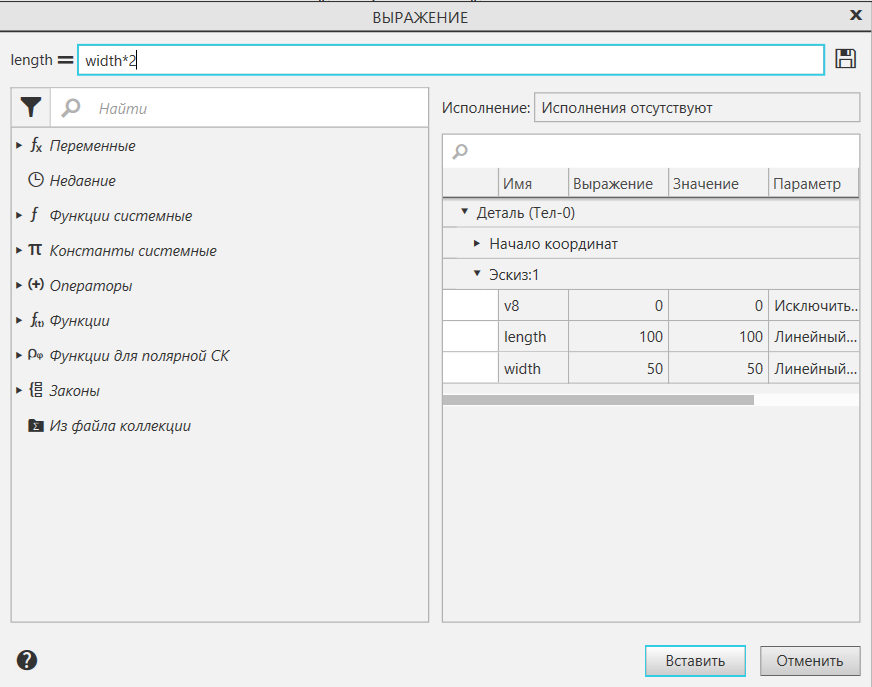 ВЫРАЖЕНИЕ
length = width*2
Найти
Переменные
Недавние
Функции системные
Константы системные
Операторы
Функции
Функции для полярной СК
Законы
Из файла коллекции
Исполнение: Исполнения отсутствуют
Имя Выражение Значение Параметр
Деталь (Тел-0)
Начало координат
Эскиз:1
v8 0 0 Исключить...
length 100 100 Линейный...
width 50 50 Линейный...
Вставить Отменить